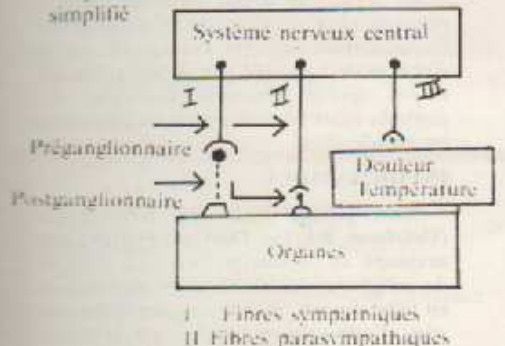 simplifié
Système nerveux central
I
II
III
Préganglionnaire
Postganglionnaire
Douleur
Température
Organes
I Fibres sympathiques
II Fibres parasympathiques